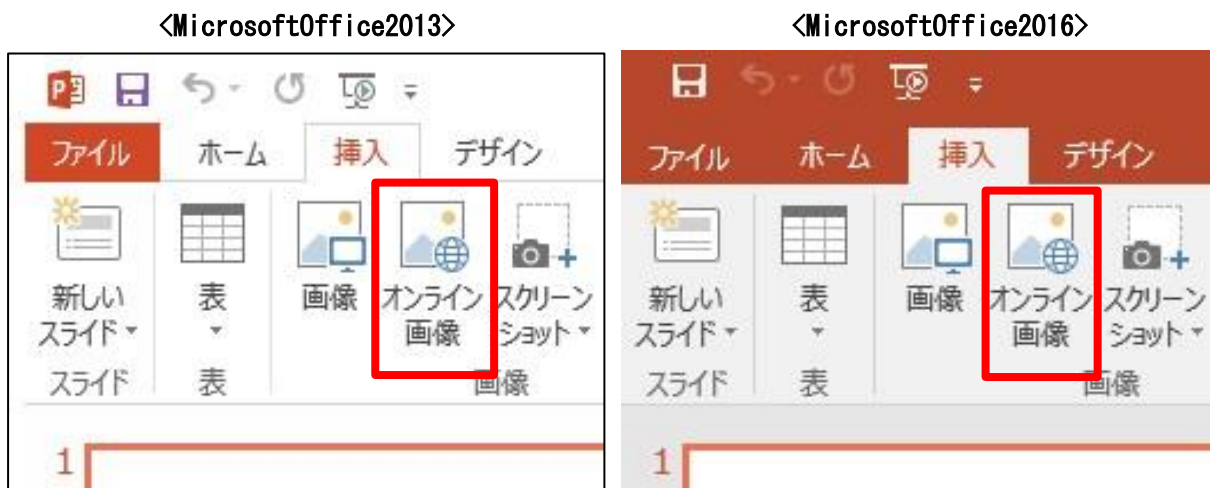 <MicrosoftOffice2013>
ファイル ホーム 挿入 デザイン
新しい 表 画像 オンライン スクリーン
スライド 画像 ショット
スライド 表 画像
1
<MicrosoftOffice2016>
ファイル ホーム 挿入 デザイン
新しい 表 画像 オンライン スクリーン
スライド 画像 ショット
スライド 表 画像
1